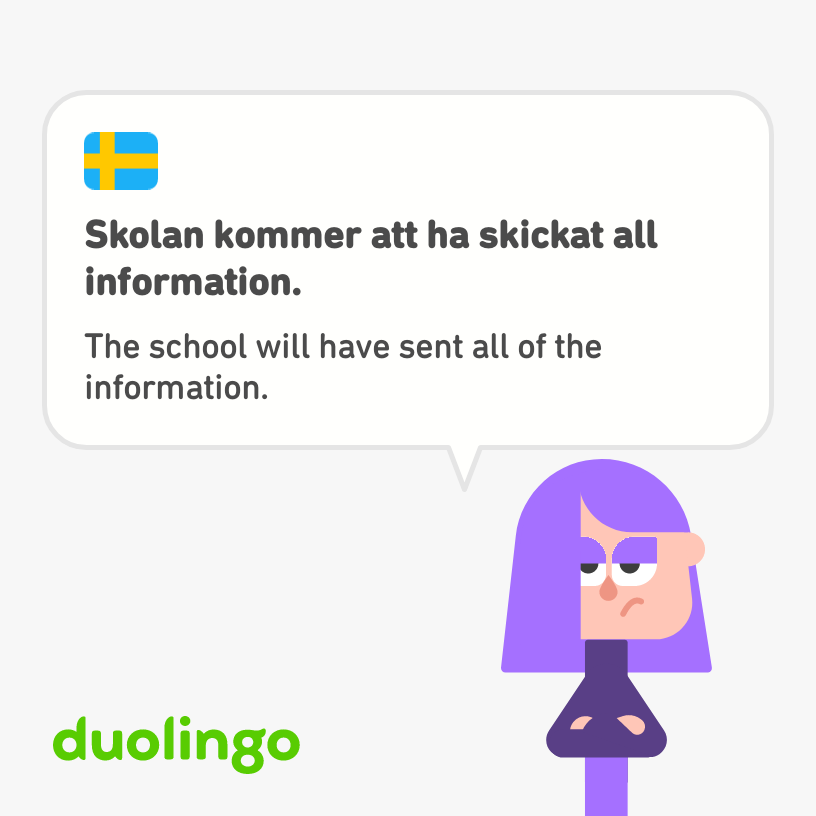 Skolan kommer att ha skickat all
information.
The school will have sent all of the
information.
duolingo